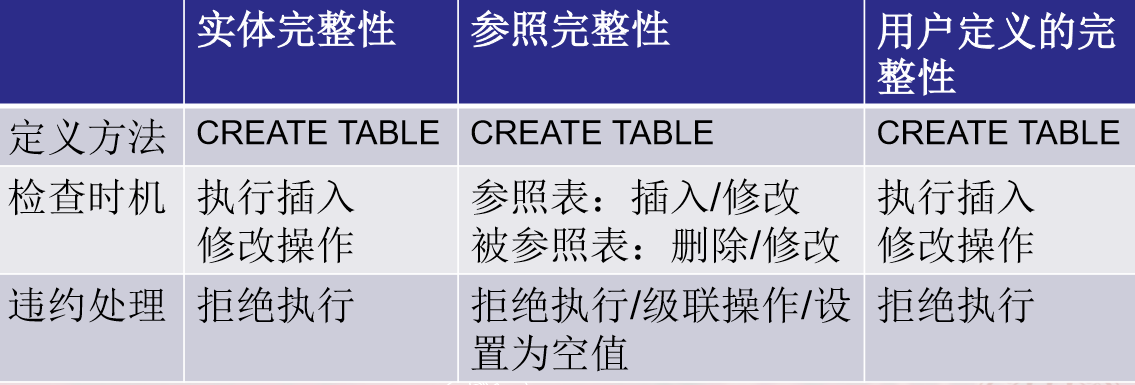 实体完整性
参照完整性
用户定义的完
整性
定义方法
CREATE TABLE
CREATE TABLE
CREATE TABLE
检查时机
执行插入
修改操作
参照表：插入/修改
被参照表：删除/修改
执行插入
修改操作
违约处理
拒绝执行
拒绝执行/级联操作/设
置为空值
拒绝执行